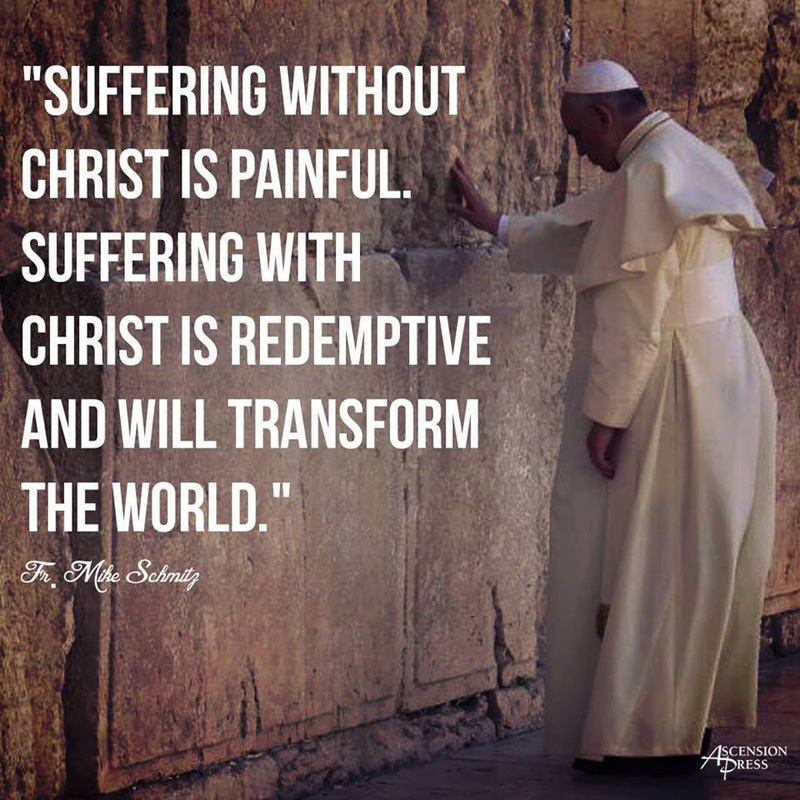 "SUFFERING WITHOUT
CHRIST IS PAINFUL.
SUFFERING WITH
CHRIST IS REDEMPTIVE
AND WILL TRANSFORM
THE WORLD."
Fr. Mike Schmitz
ASCENSION
PRESS